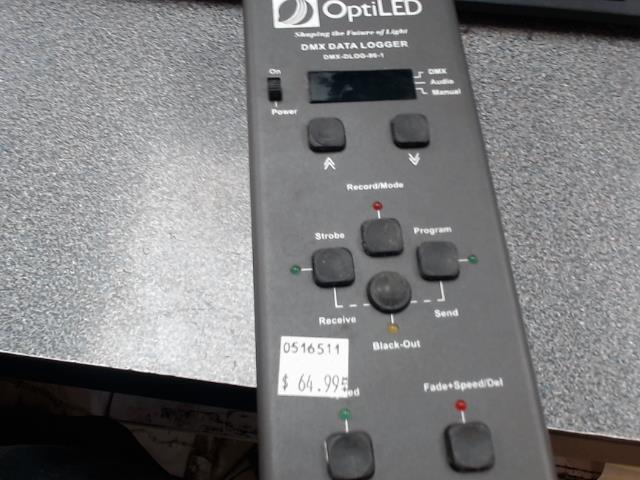 OptiLED
Shaping the Future of Light
DMX DATA LOGGER
DMX-DLOG-86-1
On
DMX
Audio
Manual
Power
Record/Mode
Strobe
Program
Receive
Send
Black-Out
0516511
$ 64.99
Fade+Speed/Del